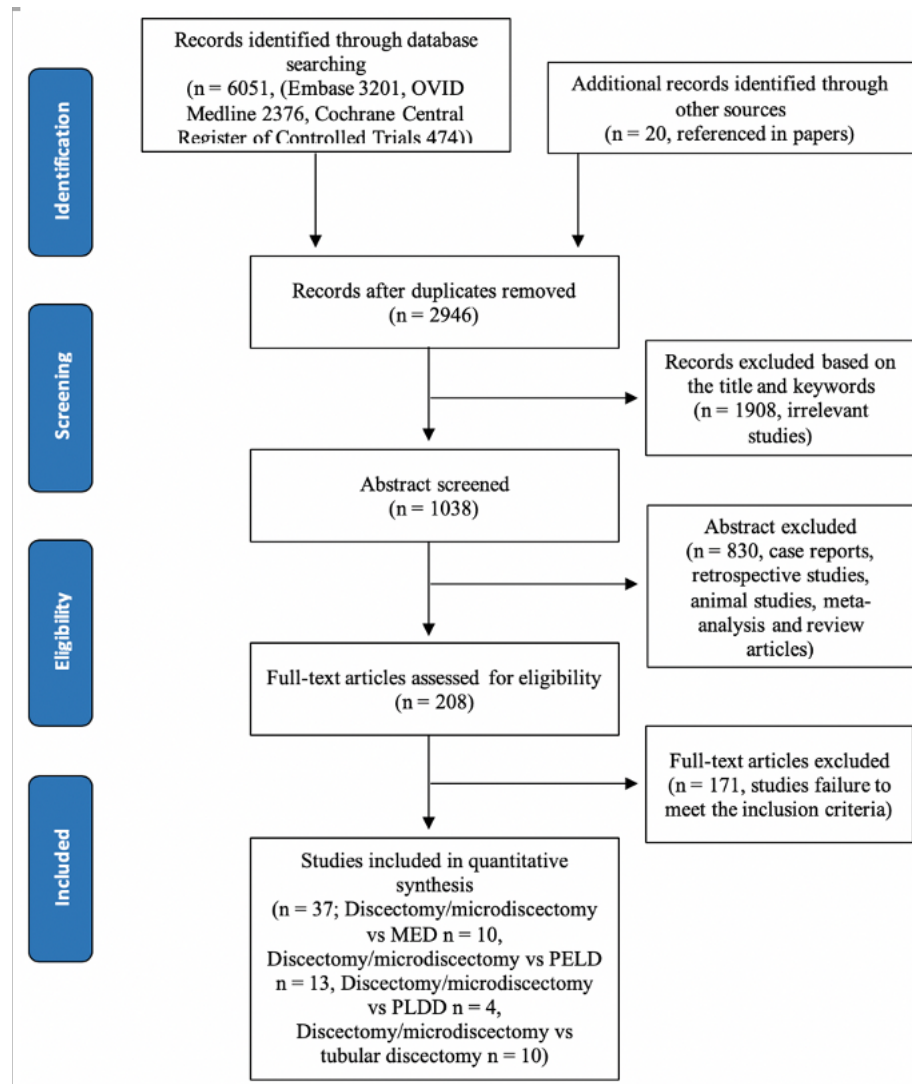 Records identified through database
searching
(n = 6051, (Embase 3201, OVID
Medline 2376, Cochrane Central
Register of Controlled Trials 474))
Additional records identified through
other sources
(n = 20, referenced in papers)
Identification
Records after duplicates removed
(n = 2946)
Screening
Records excluded based on
the title and keywords
(n = 1908, irrelevant
studies)
Abstract screened
(n = 1038)
Abstract excluded
(n = 830, case reports,
retrospective studies,
animal studies, meta-
analysis and review
articles)
Eligibility
Full-text articles assessed for eligibility
(n = 208)
Full-text articles excluded
(n = 171, studies failure to
meet the inclusion criteria)
Included
Studies included in quantitative
synthesis
(n = 37; Discectomy/microdiscectomy
vs MED n = 10,
Discectomy/microdiscectomy vs PELD
n = 13, Discectomy/microdiscectomy
vs PLDD n = 4,
Discectomy/microdiscectomy vs
tubular discectomy n = 10)